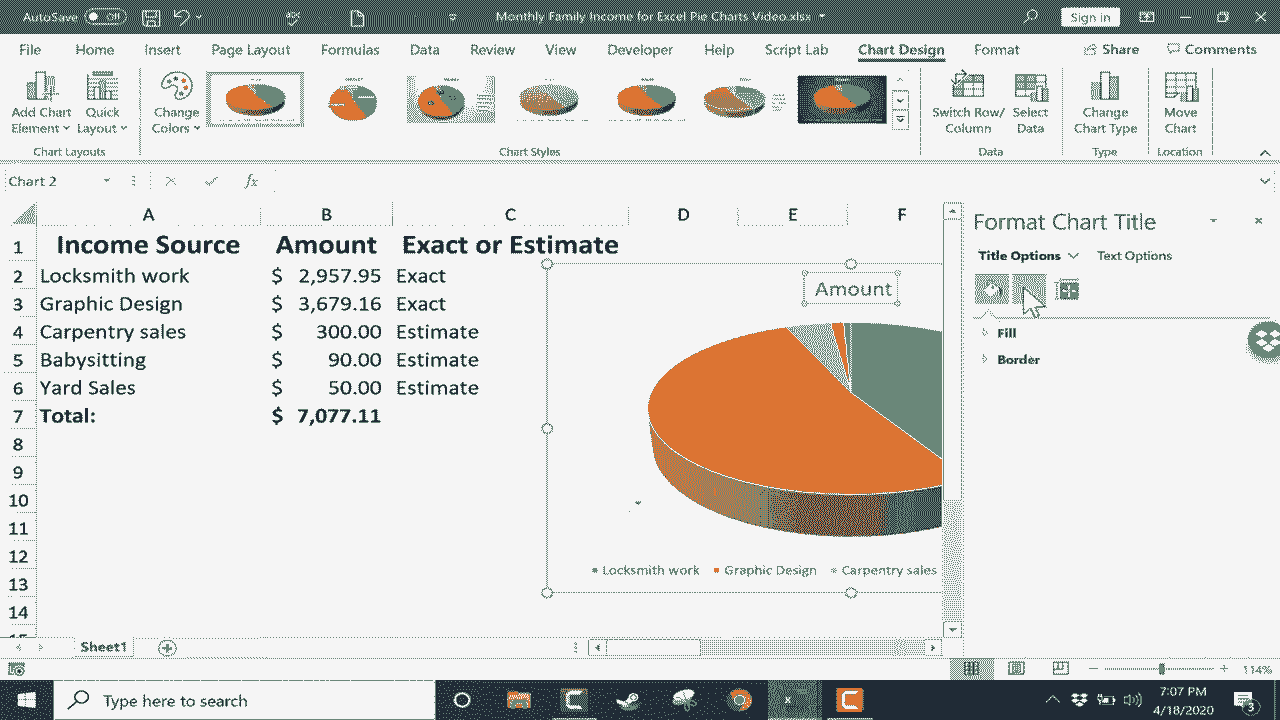 AutoSave Off Monthly Family Income for Excel Pie Charts Video.xlsx Sign in
File Home Insert Page Layout Formulas Data Review View Developer Help Script Lab Chart Design Format Share Comments
Add Chart Element Quick Layout Change Colors Switch Row/ Column Select Data Change Chart Type Move Chart
Chart Layouts Chart Styles Data Type Location
Chart 2 fx
A B C D E F
1 Income Source Amount Exact or Estimate
2 Locksmith work $ 2,957.95 Exact
3 Graphic Design $ 3,679.16 Exact
4 Carpentry sales $ 300.00 Estimate
5 Babysitting $ 90.00 Estimate
6 Yard Sales $ 50.00 Estimate
7 Total: $ 7,077.11
8
9
10
11
12
13
14
Amount
Locksmith work Graphic Design Carpentry sales
Format Chart Title
Title Options Text Options
Fill
Border
Sheet1
114%
Type here to search
7:07 PM
4/18/2020
3